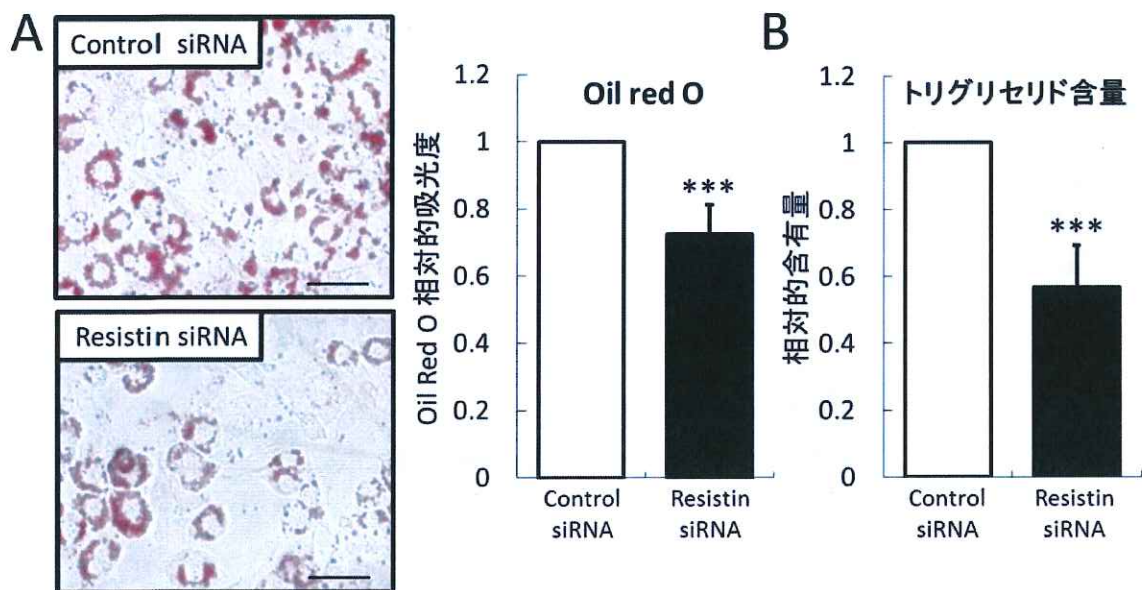 A
Control siRNA
Resistin siRNA
Oil red O
Oil Red O 相対的吸光度
1.2
1
0.8
0.6
0.4
0.2
0
***
Control
siRNA
Resistin
siRNA
B
トリグリセリド含量
相対的含有量
1.2
1
0.8
0.6
0.4
0.2
0
***
Control
siRNA
Resistin
siRNA